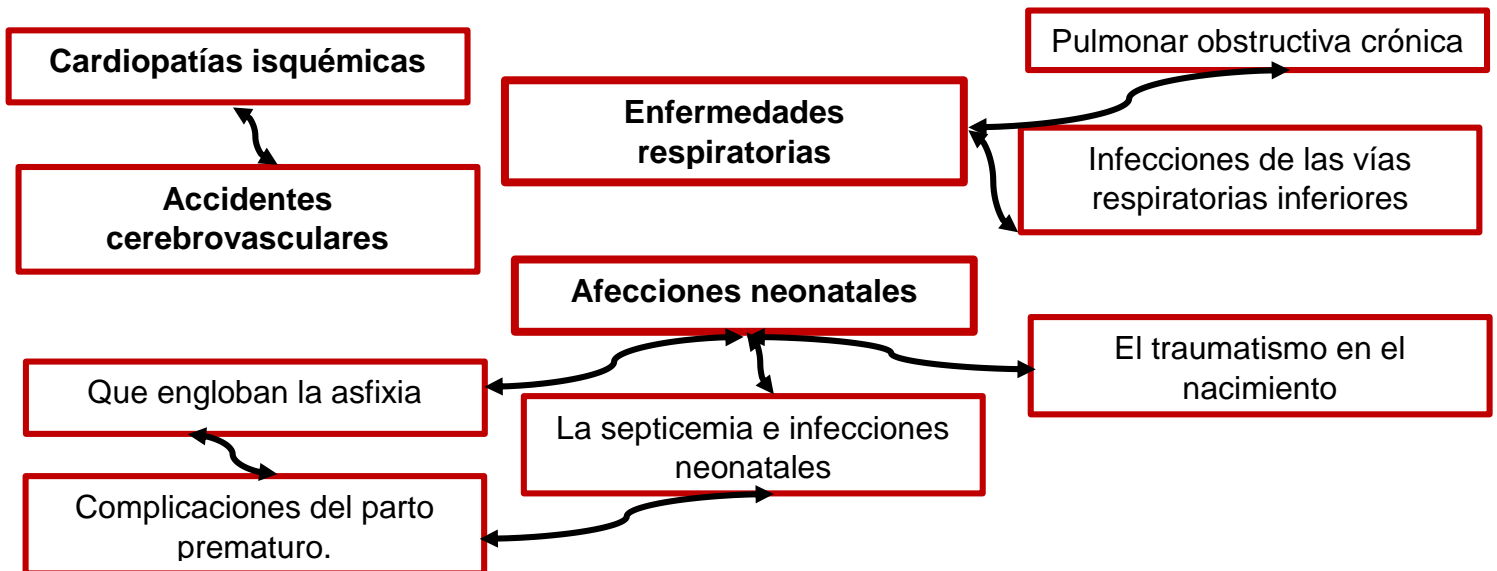 Cardiopatías isquémicas
Accidentes
cerebrovasculares
Enfermedades
respiratorias
Pulmonar obstructiva crónica
Infecciones de las vías
respiratorias inferiores
Afecciones neonatales
Que engloban la asfixia
La septicemia e infecciones
neonatales
El traumatismo en el
nacimiento
Complicaciones del parto
prematuro.